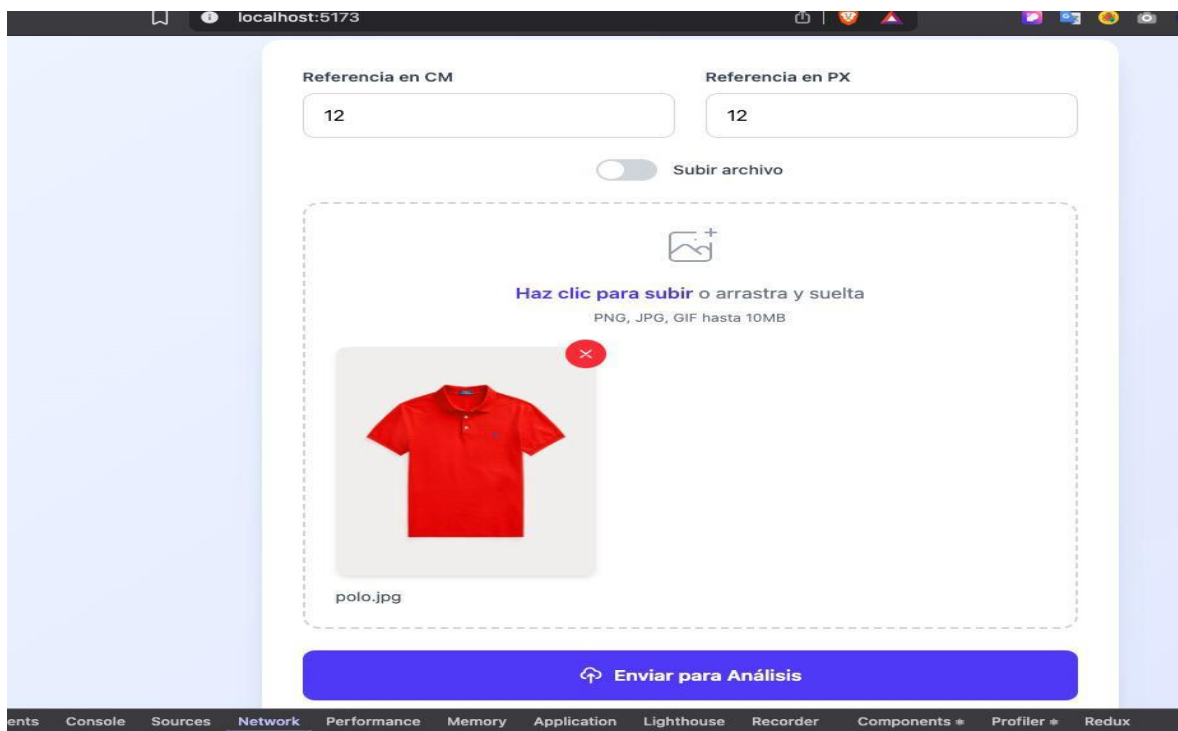 localhost:5173
Referencia en CM
Referencia en PX
12
12
Subir archivo
Haz clic para subir o arrastra y suelta
PNG, JPG, GIF hasta 10MB
polo.jpg
Enviar para Análisis
ents Console Sources Network Performance Memory Application Lighthouse Recorder Components Profiler Redux